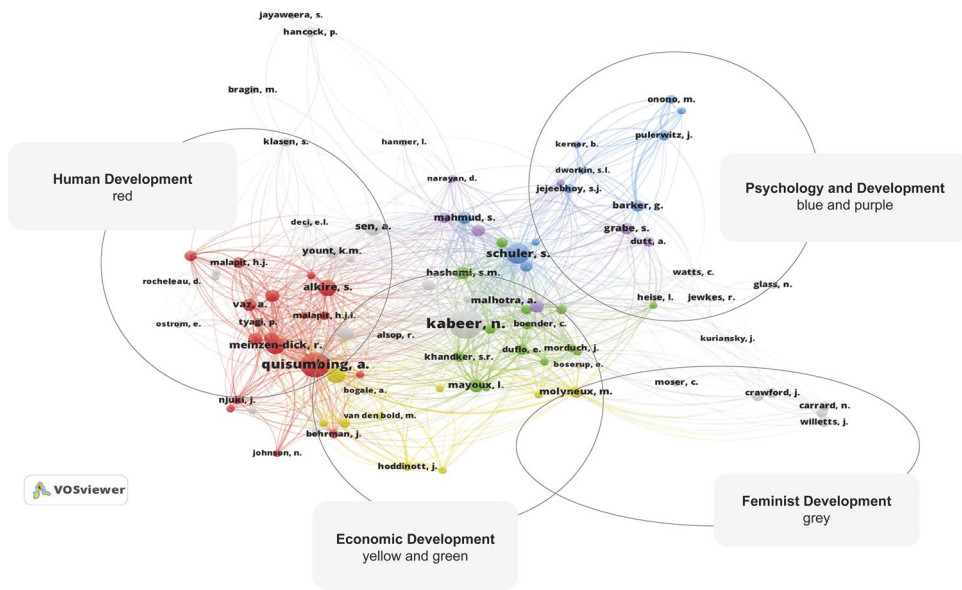 jayaweera, s.
hancock, p.
bragin, m.
onono, m.
pulerwitz, j.
klasen, s.
hanmer, l.
kerner, b.
Human Development
red
narayan, d.
dworkin, s.l.
jejeebhoy, s.j.
Psychology and Development
blue and purple
barker, g.
mahmud, s.
deci, e.l.
sen, a.
grabe, s.
dutt, a.
yount, k.m.
schuler, s.
malapit, h.j.
hashemi, s.m.
watts, c.
rocheleau, d.
alkire, s.
glass, n.
vaz, a.
malhotra, a.
heise, l.
jewkes, r.
malapit, h.j.i.
tyagi, p.
ostrom, e.
kabeer, n.
boender, c.
alsop, r.
kuriansky, j.
meinzen-dick, r.
duflo, e.
morduch, j.
khandker, s.r.
quisumbing, a.
boserup, e.
moser, c.
mayoux, l.
bogale, a.
molyneux, m.
crawford, j.
njuki, j.
carrard, n.
van den bold, m.
willetts, j.
behrman, j.
johnson, n.
hoddinott, j.
VOSviewer
Feminist Development
grey
Economic Development
yellow and green